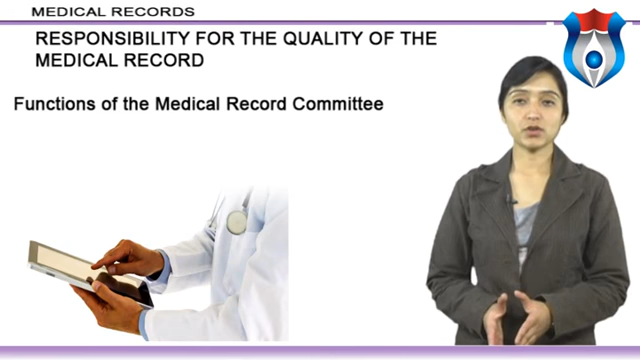 MEDICAL RECORDS
RESPONSIBILITY FOR THE QUALITY OF THE
MEDICAL RECORD
Functions of the Medical Record Committee